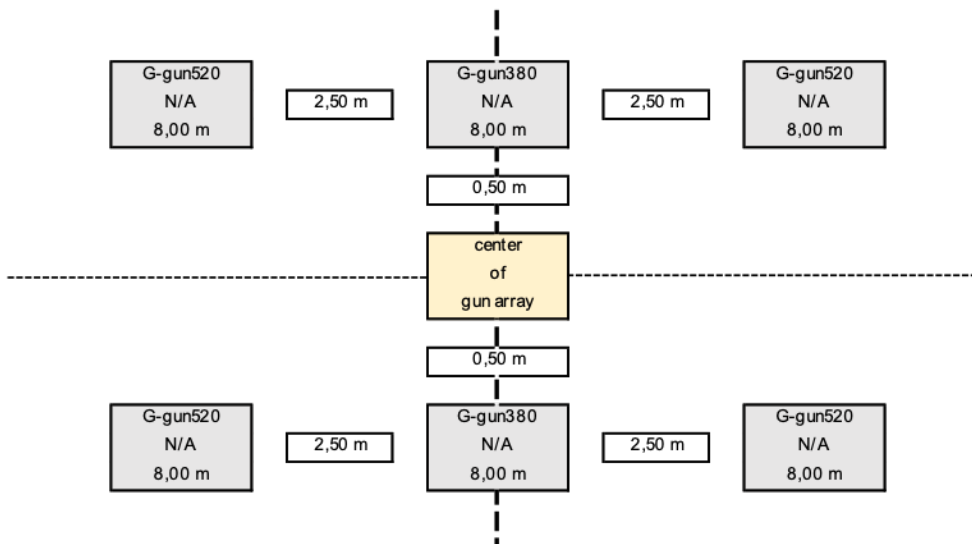 G-gun520
N/A
8,00 m
2,50 m
G-gun380
N/A
8,00 m
2,50 m
G-gun520
N/A
8,00 m
0,50 m
center
of
gun array
0,50 m
G-gun520
N/A
8,00 m
2,50 m
G-gun380
N/A
8,00 m
2,50 m
G-gun520
N/A
8,00 m